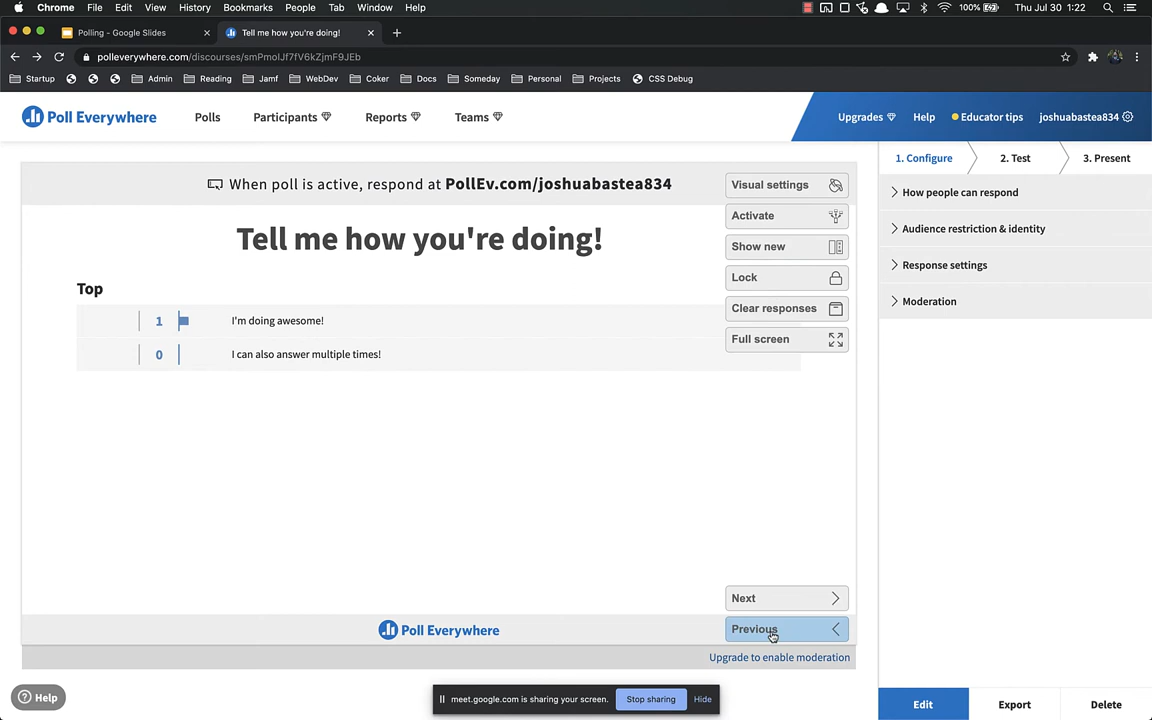 Chrome File Edit View History Bookmarks People Tab Window Help 100% Thu Jul 30 1:22
Polling - Google Slides Tell me how you're doing!
polleverywhere.com/discourses/smPmoIJf7fV6kZjmF9JEb
Startup Admin Reading Jamf WebDev Coker Docs Someday Personal Projects CSS Debug
Poll Everywhere Polls Participants Reports Teams Upgrades Help Educator tips joshuabastea834
1. Configure 2. Test 3. Present
When poll is active, respond at PollEv.com/joshuabastea834
Visual settings
How people can respond
Activate
Tell me how you're doing!
Audience restriction & identity
Show new
Response settings
Lock
Top
Moderation
Clear responses
1 I'm doing awesome!
Full screen
0 I can also answer multiple times!
Next
Poll Everywhere
Previous
Upgrade to enable moderation
Help
meet.google.com is sharing your screen. Stop sharing Hide
Edit Export Delete